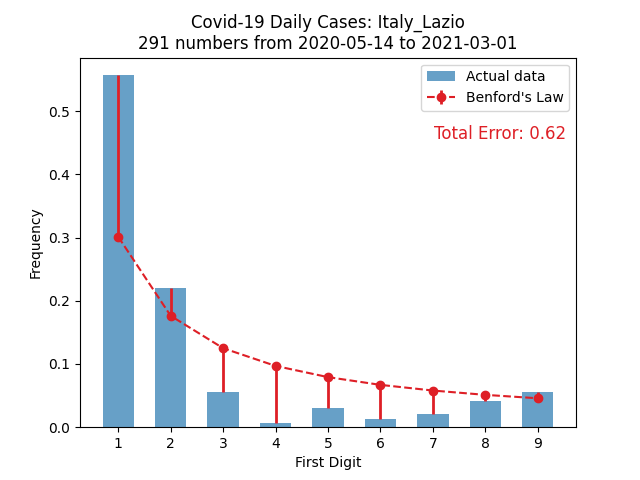 Covid-19 Daily Cases: Italy_Lazio
291 numbers from 2020-05-14 to 2021-03-01
Actual data
Benford's Law
Total Error: 0.62
Frequency
0.5
0.4
0.3
0.2
0.1
0.0
1 2 3 4 5 6 7 8 9
First Digit